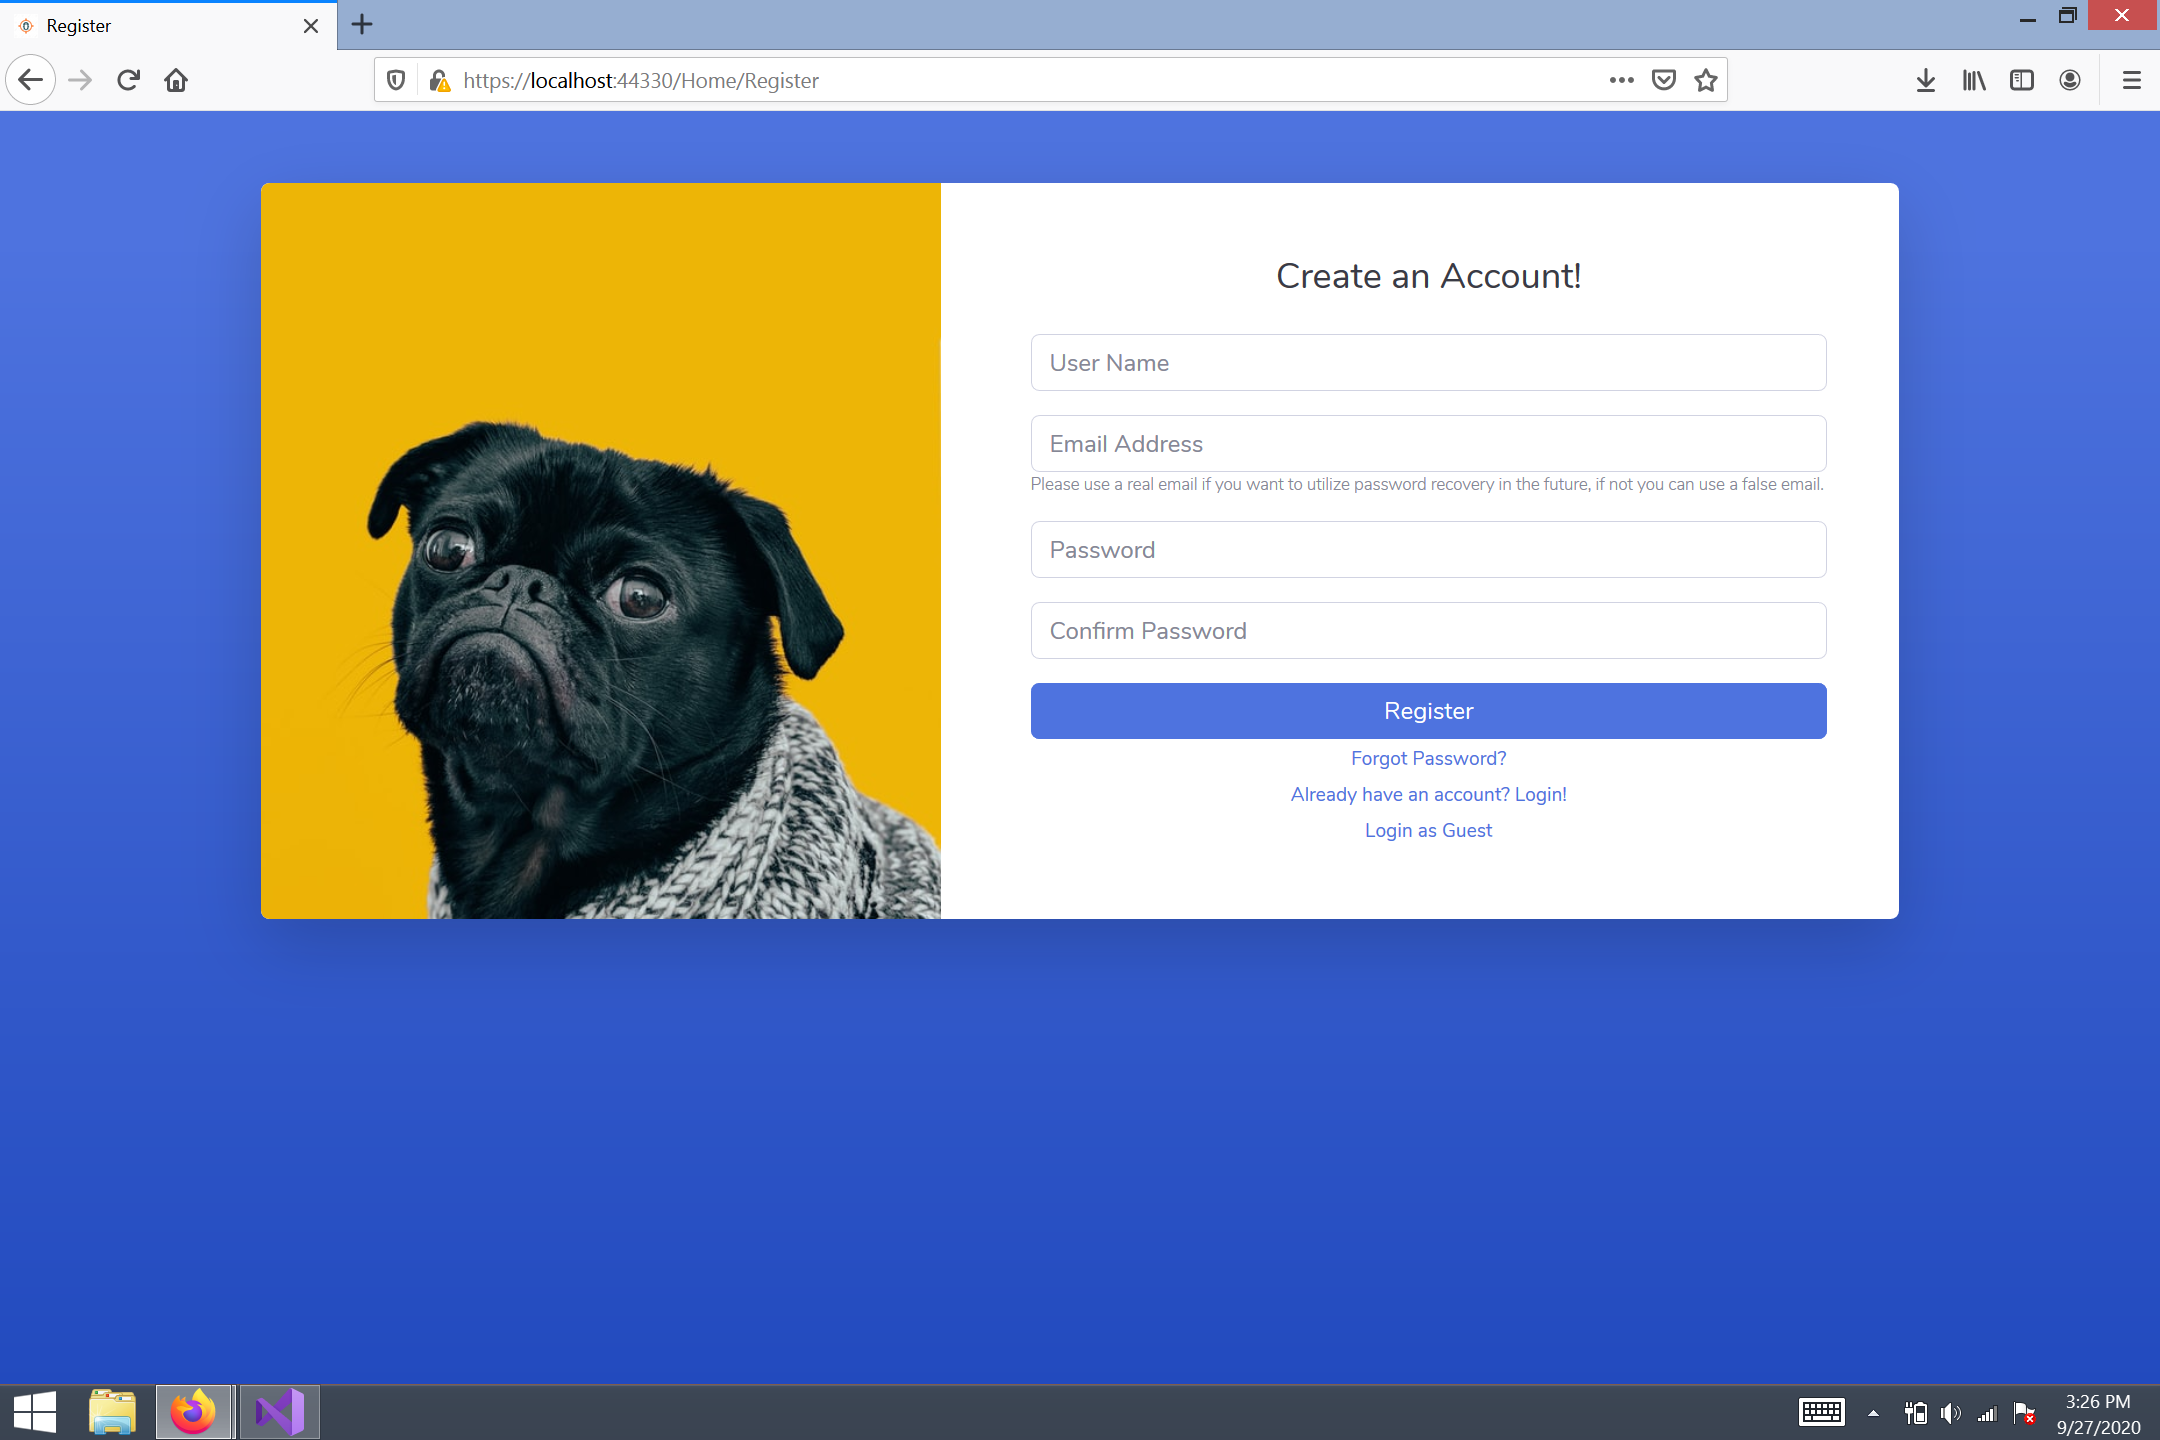 Register
https://localhost:44330/Home/Register
Create an Account!
User Name
Email Address
Please use a real email if you want to utilize password recovery in the future, if not you can use a false email.
Password
Confirm Password
Register
Forgot Password?
Already have an account? Login!
Login as Guest
3:26 PM
9/27/2020